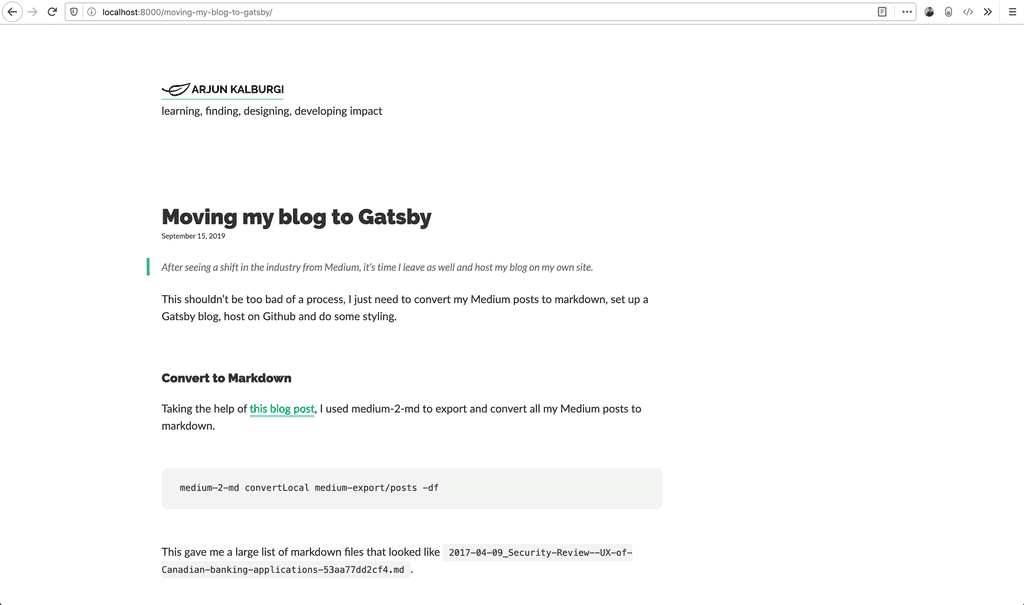 localhost:8000/moving-my-blog-to-gatsby/
ARJUN KALBURGI
learning, finding, designing, developing impact
Moving my blog to Gatsby
September 15, 2019
After seeing a shift in the industry from Medium, it's time I leave as well and host my blog on my own site.
This shouldn't be too bad of a process, I just need to convert my Medium posts to markdown, set up a
Gatsby blog, host on Github and do some styling.
Convert to Markdown
Taking the help of this blog post, I used medium-2-md to export and convert all my Medium posts to
markdown.
medium-2-md convertLocal medium-export/posts -df
This gave me a large list of markdown files that looked like 2017-04-09_Security-Review--UX-of-
Canadian-banking-applications-53aa77dd2cf4.md .